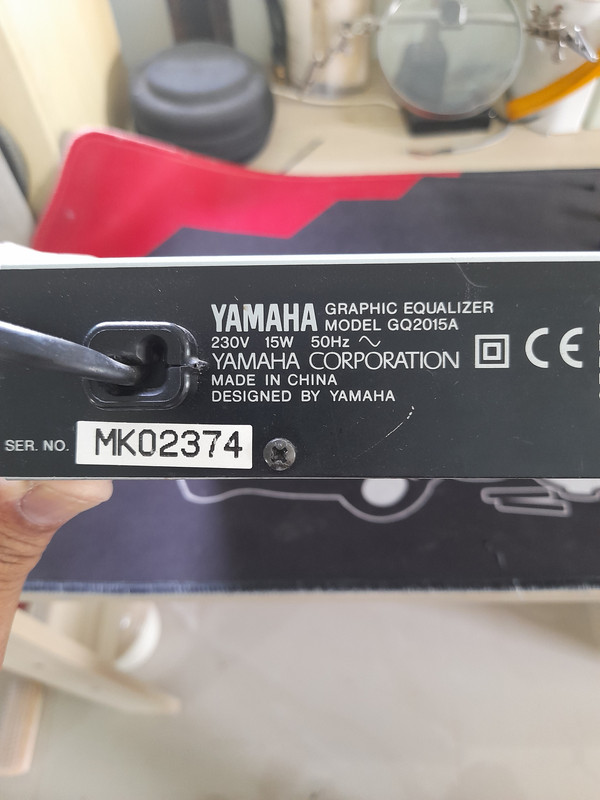 YAMAHA GRAPHIC EQUALIZER
MODEL GQ2015A
230V 15W 50Hz ~
YAMAHA CORPORATION
CE
MADE IN CHINA
DESIGNED BY YAMAHA
SER. NO. MK02374